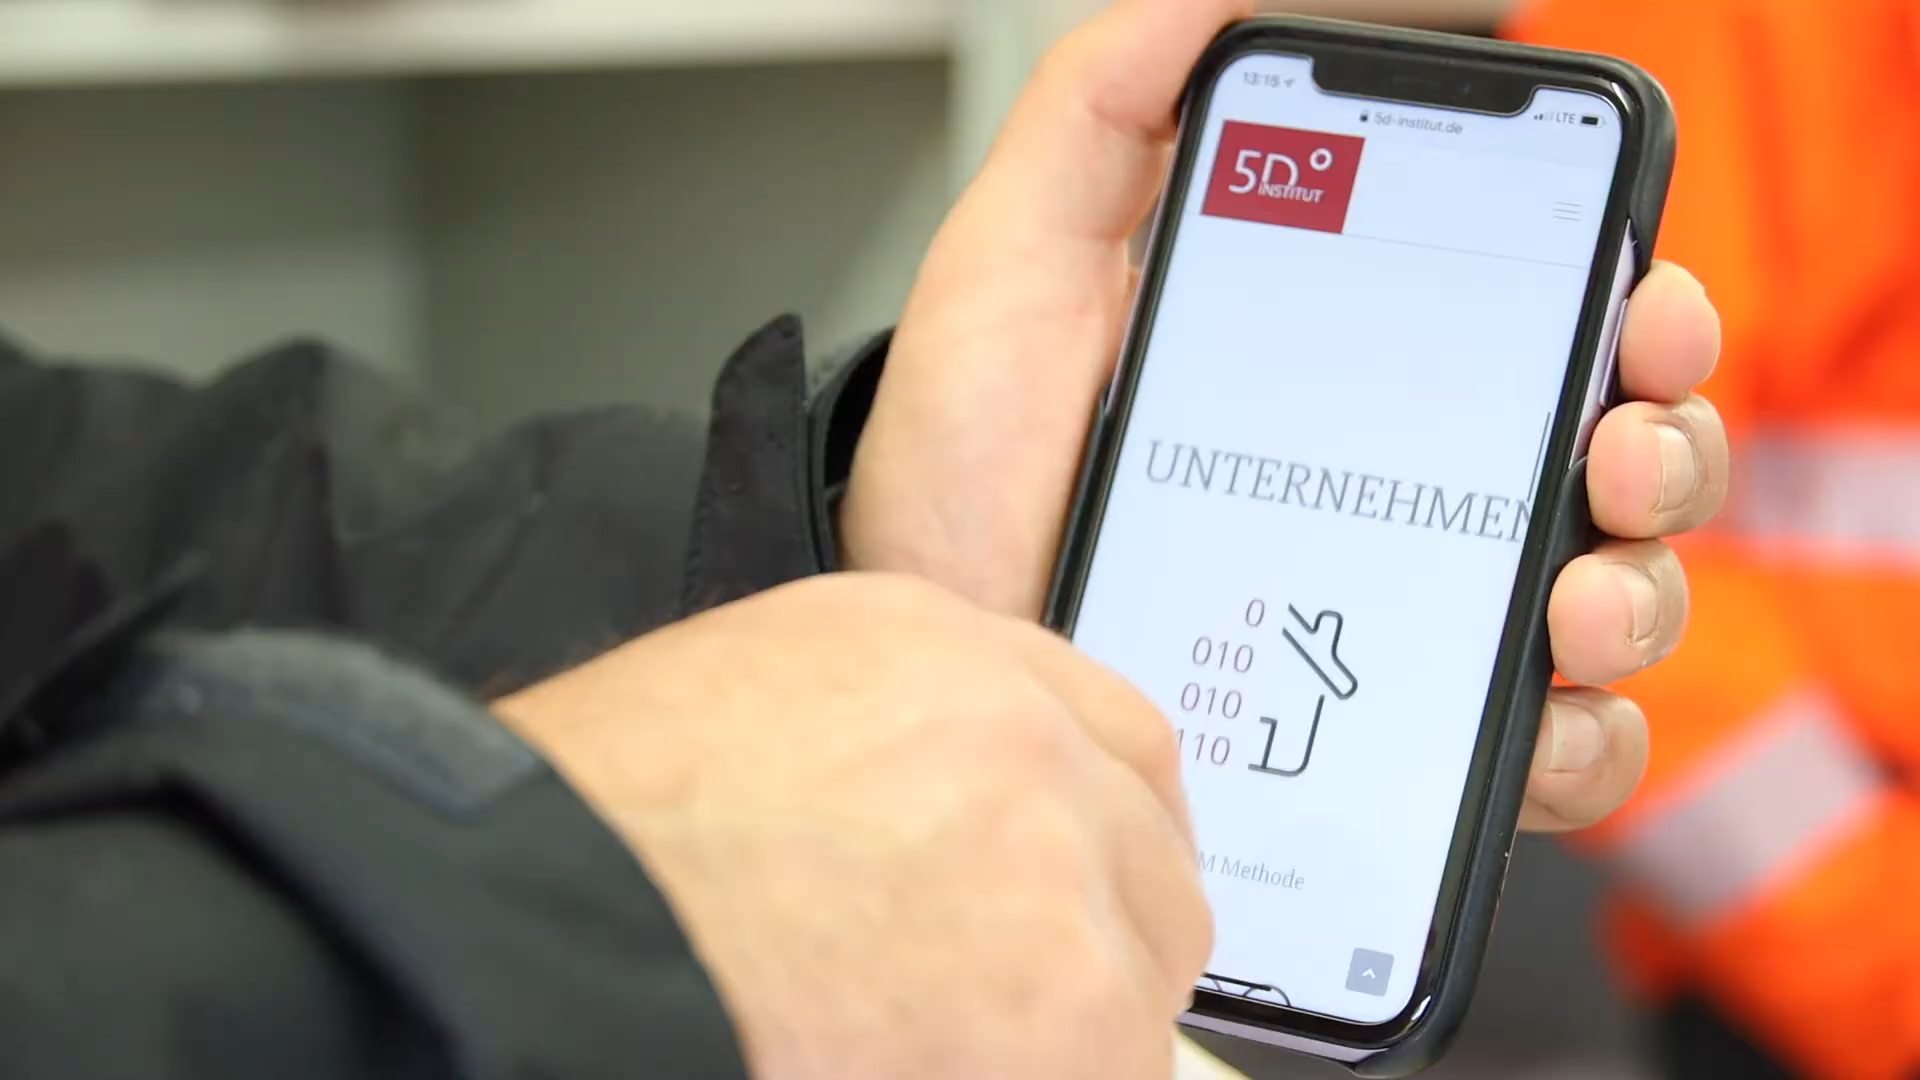 13:15
5d-institut.de
LTE
5D
INSTITUT
UNTERNEHMEN
0
010
010
110
M Methode